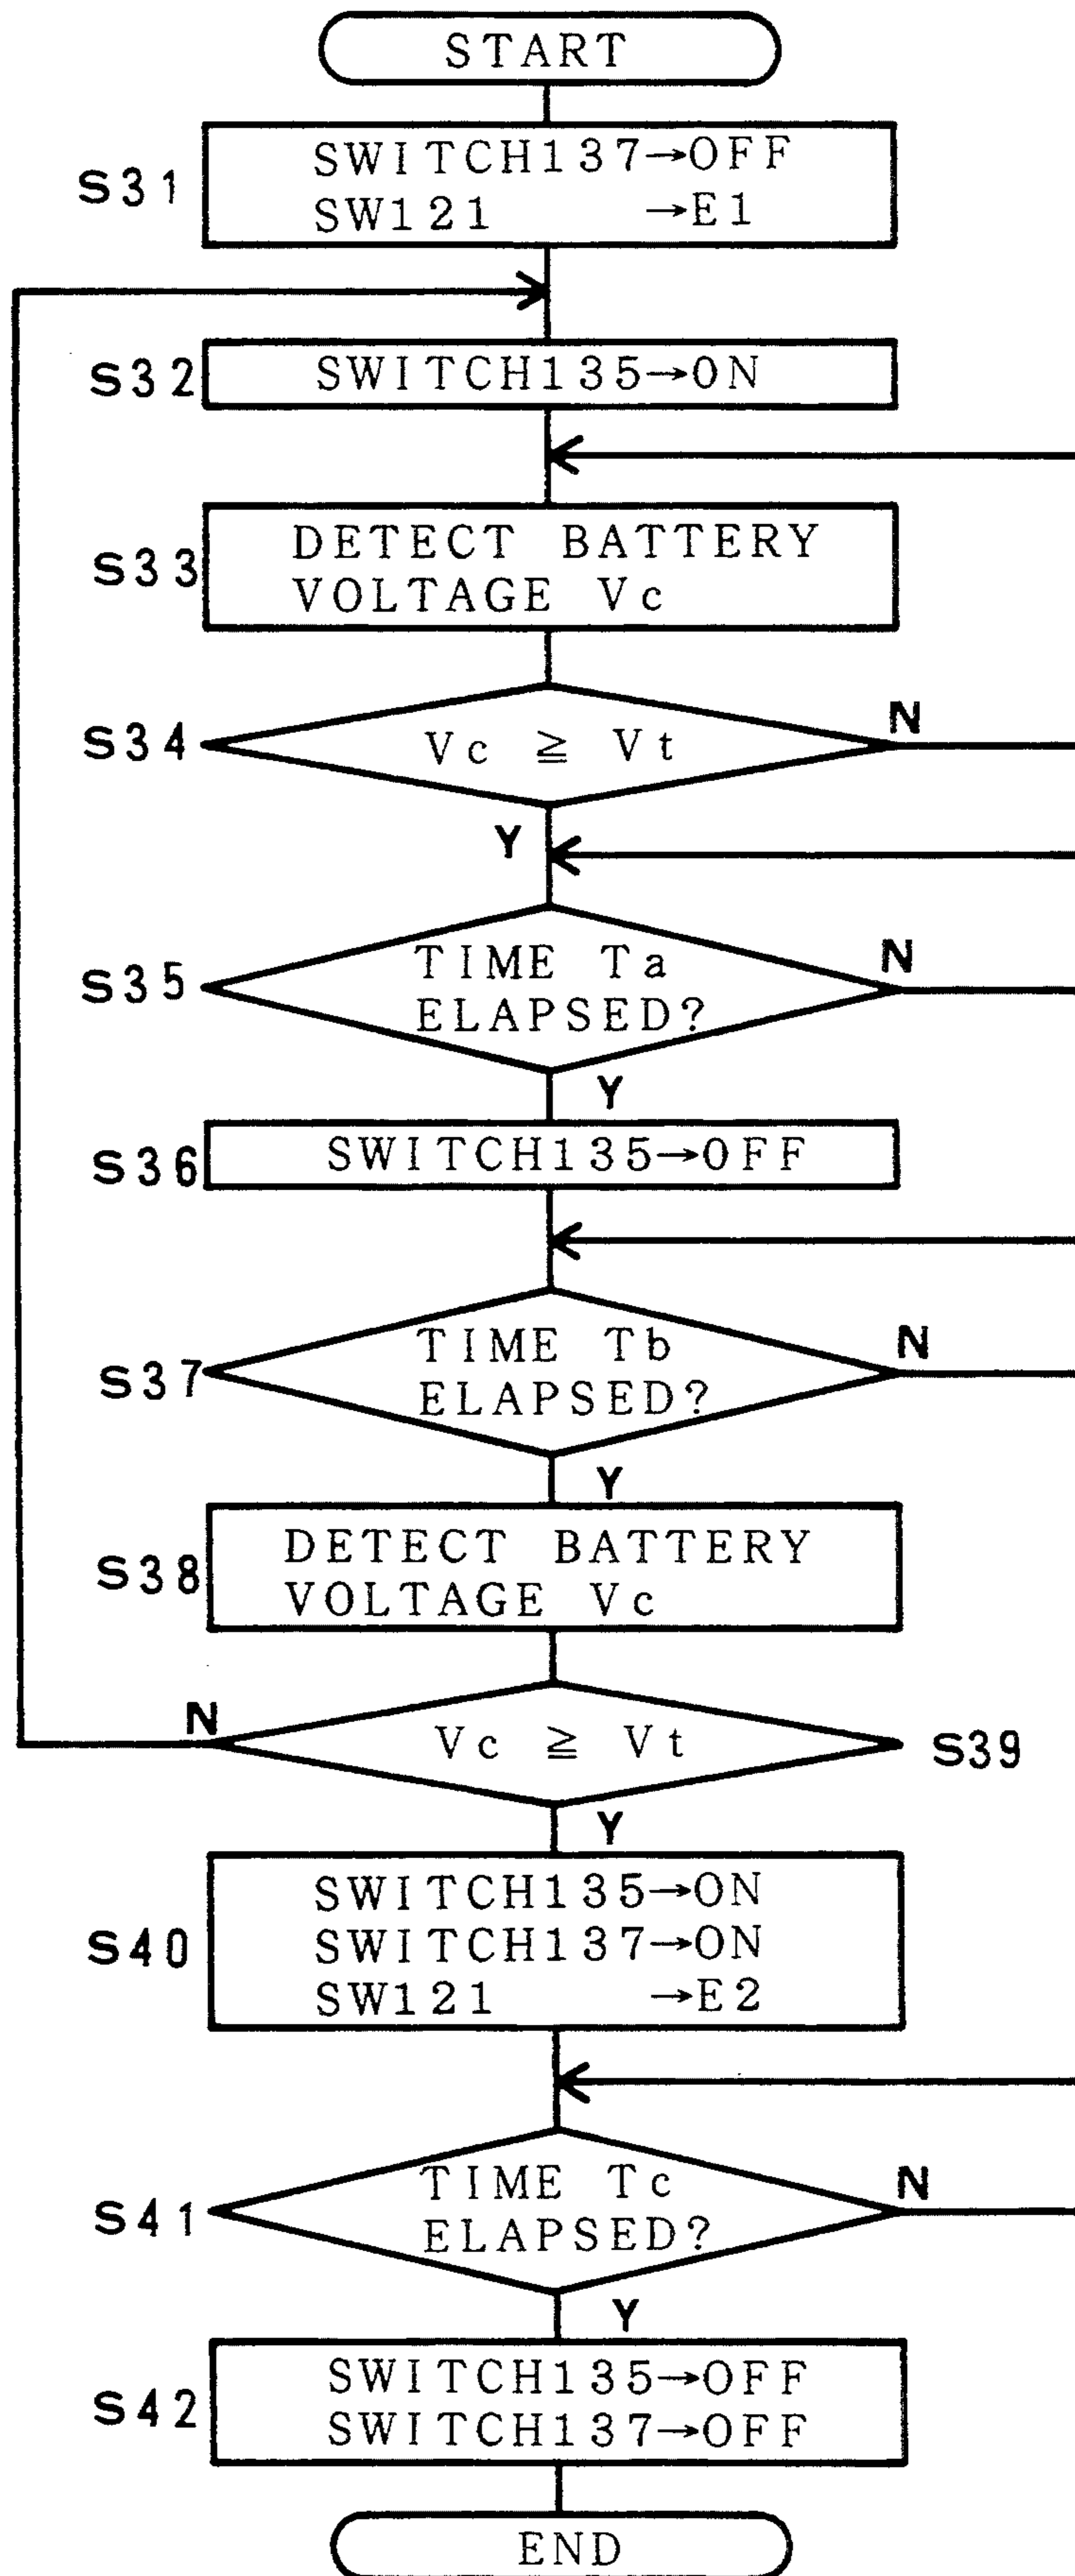 START
S31
SWITCH137→OFF
SW121 →E1
S32
SWITCH135→ON
S33
DETECT BATTERY
VOLTAGE Vc
S34
Vc ≧ Vt
N
Y
S35
TIME Ta
ELAPSED?
N
Y
S36
SWITCH135→OFF
S37
TIME Tb
ELAPSED?
N
Y
S38
DETECT BATTERY
VOLTAGE Vc
N
Vc ≧ Vt
S39
Y
S40
SWITCH135→ON
SWITCH137→ON
SW121 →E2
S41
TIME Tc
ELAPSED?
N
Y
S42
SWITCH135→OFF
SWITCH137→OFF
END